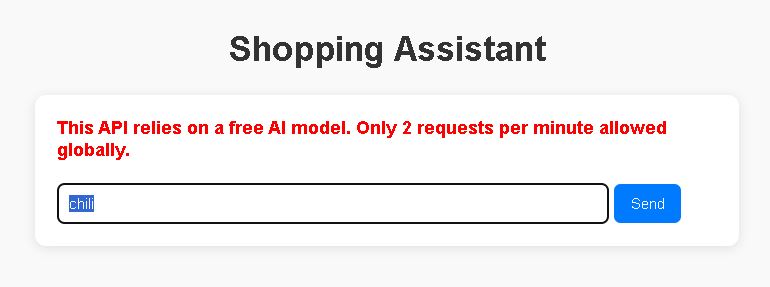 Shopping Assistant
This API relies on a free AI model. Only 2 requests per minute allowed
globally.
chili
Send